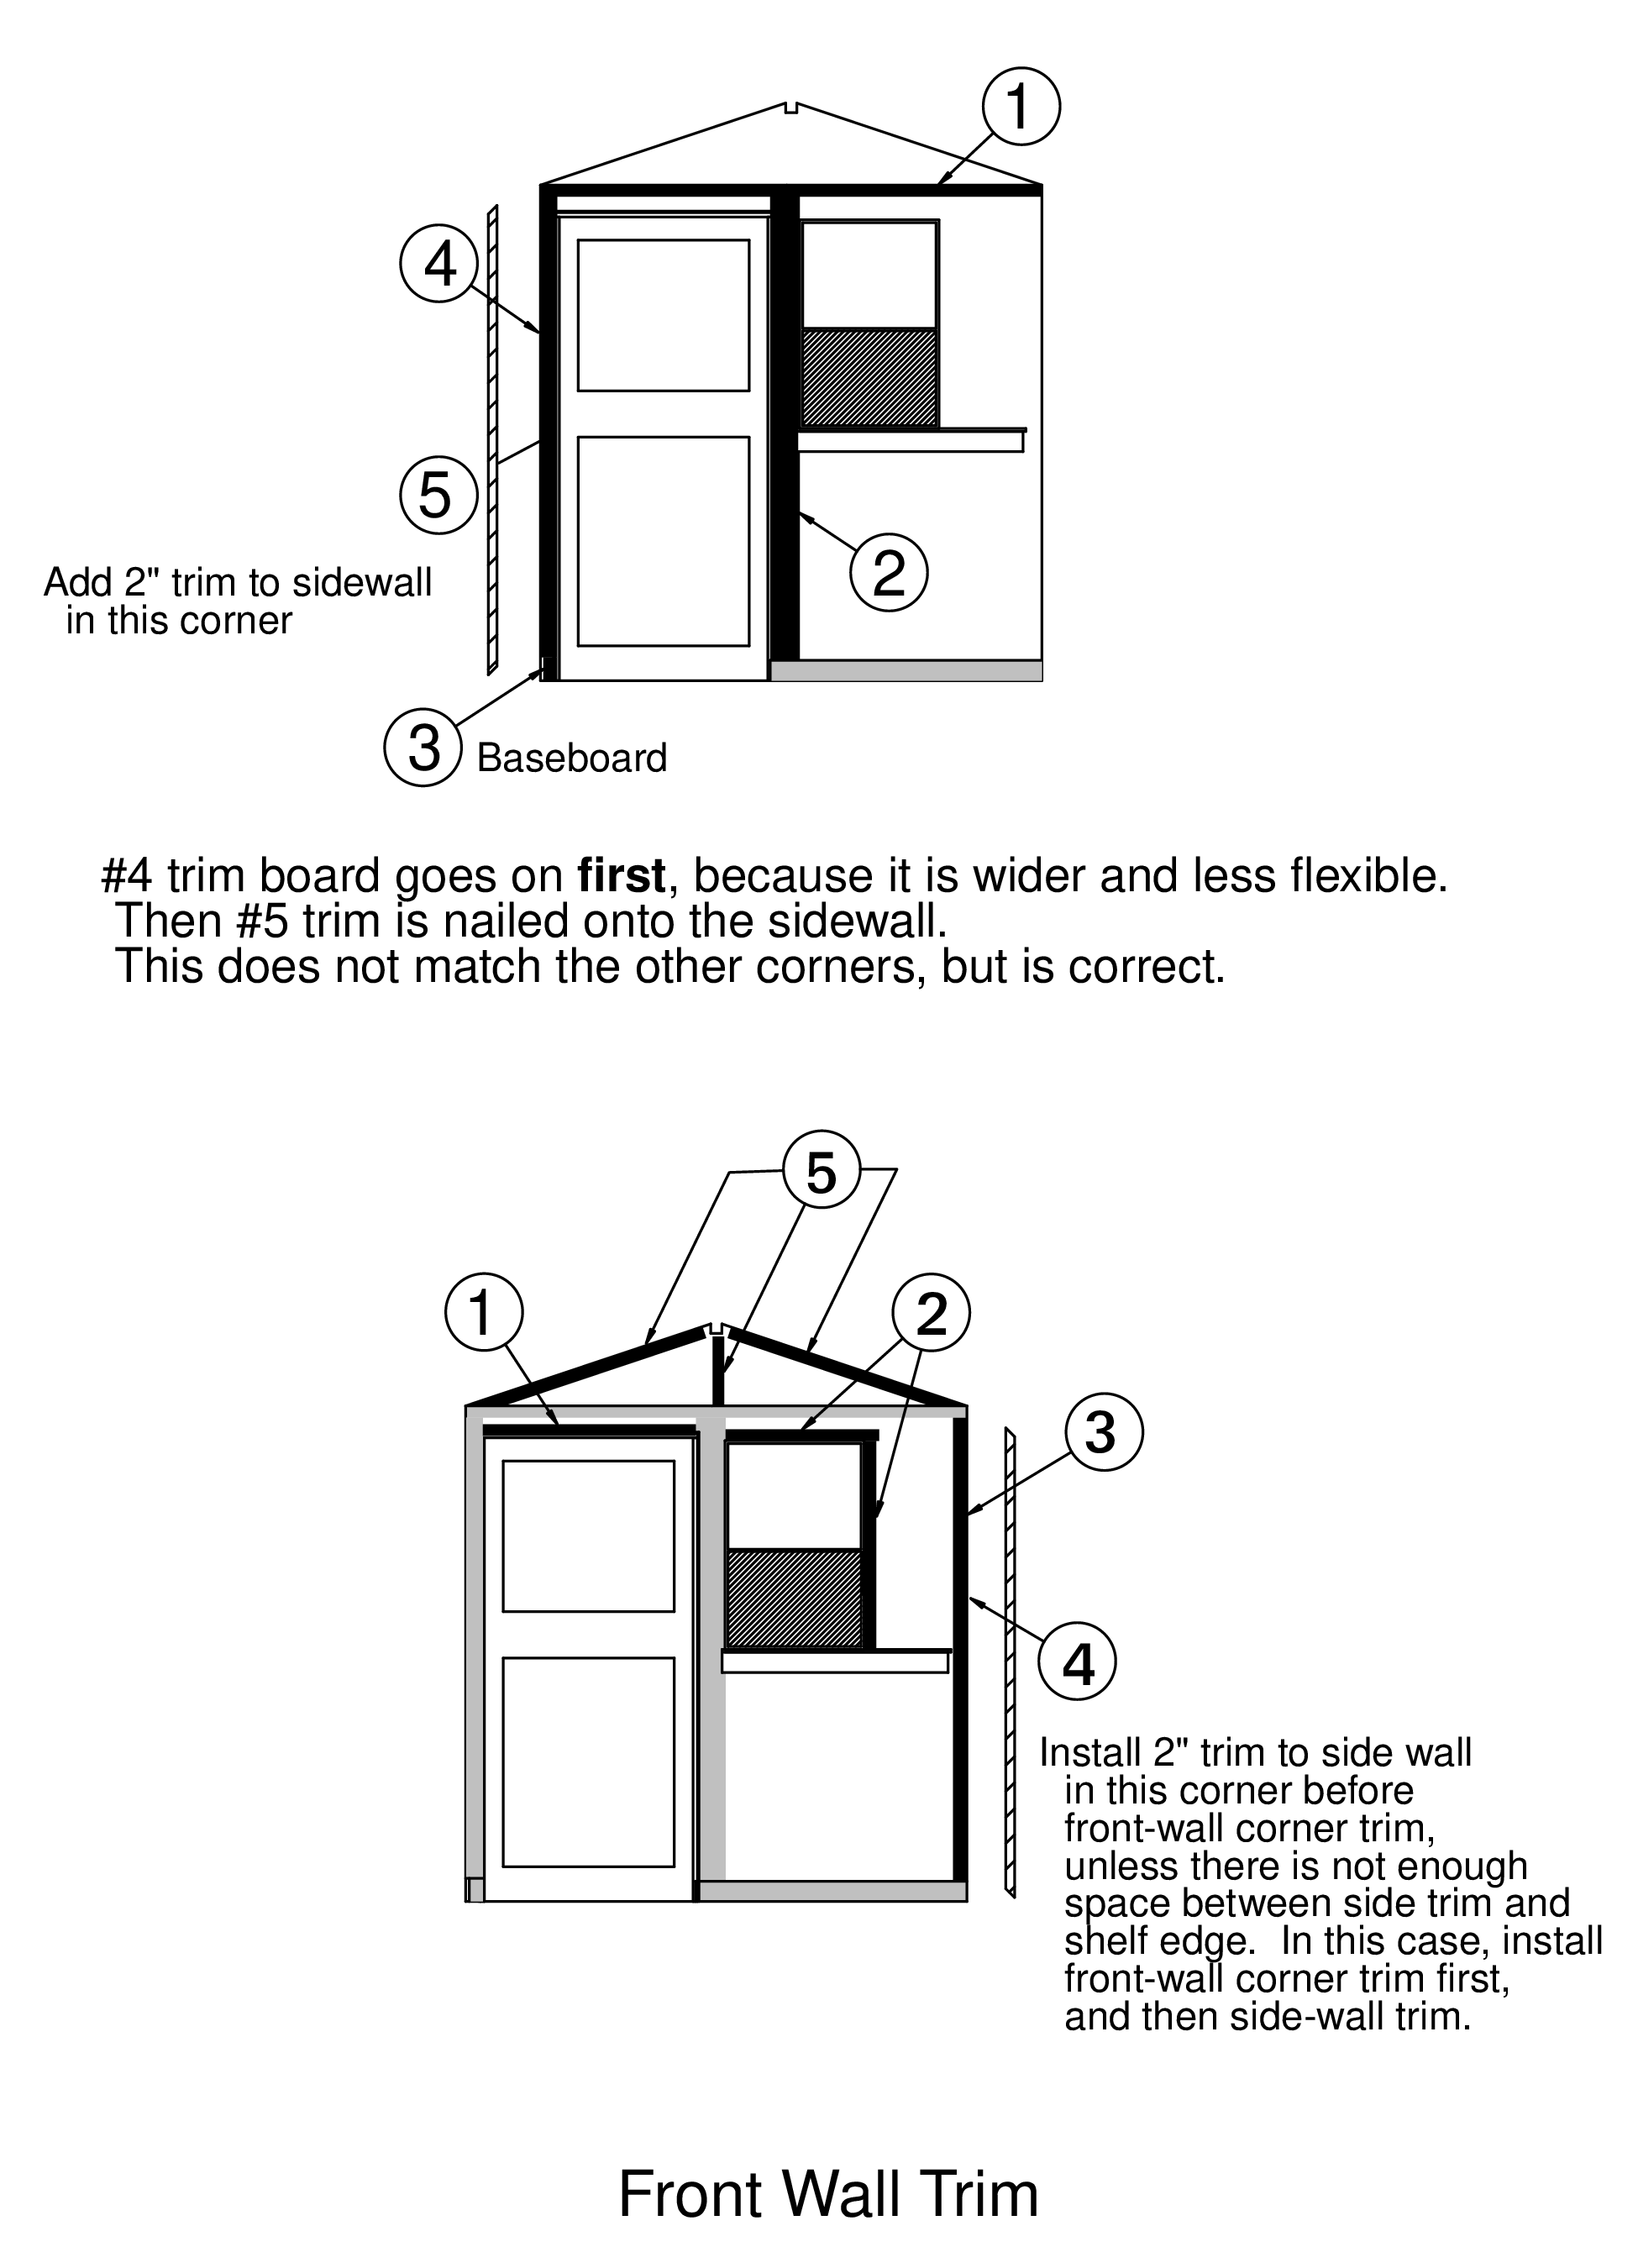 1
4
5
Add 2" trim to sidewall
in this corner
2
3
Baseboard
#4 trim board goes on first, because it is wider and less flexible.
Then #5 trim is nailed onto the sidewall.
This does not match the other corners, but is correct.
5
1
2
3
4
Install 2" trim to side wall
in this corner before
front-wall corner trim,
unless there is not enough
space between side trim and
shelf edge.  In this case, install
front-wall corner trim first,
and then side-wall trim.
Front Wall Trim